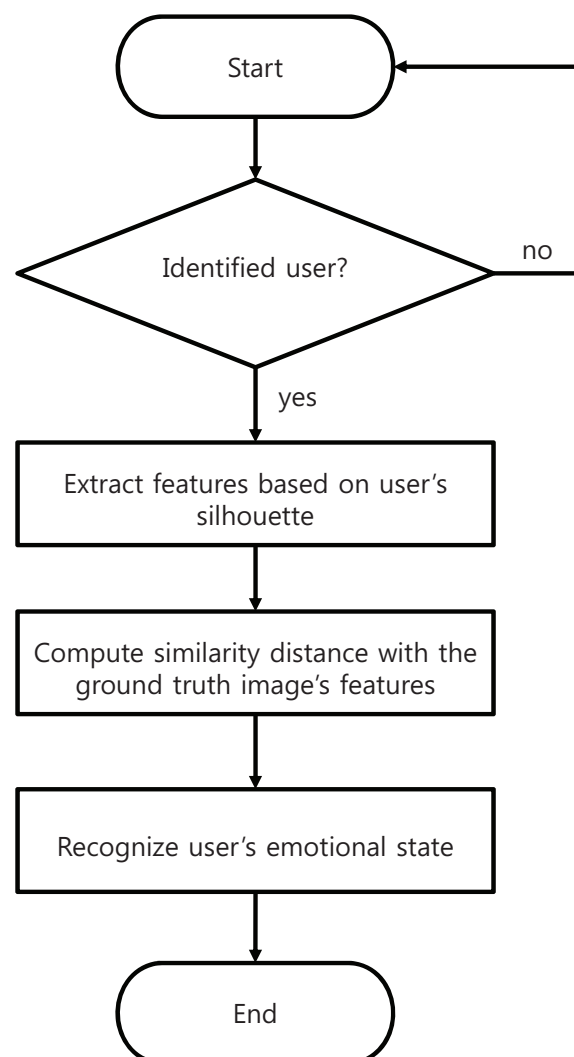 Start
Identified user?
no
yes
Extract features based on user’s
silhouette
Compute similarity distance with the
ground truth image’s features
Recognize user’s emotional state
End